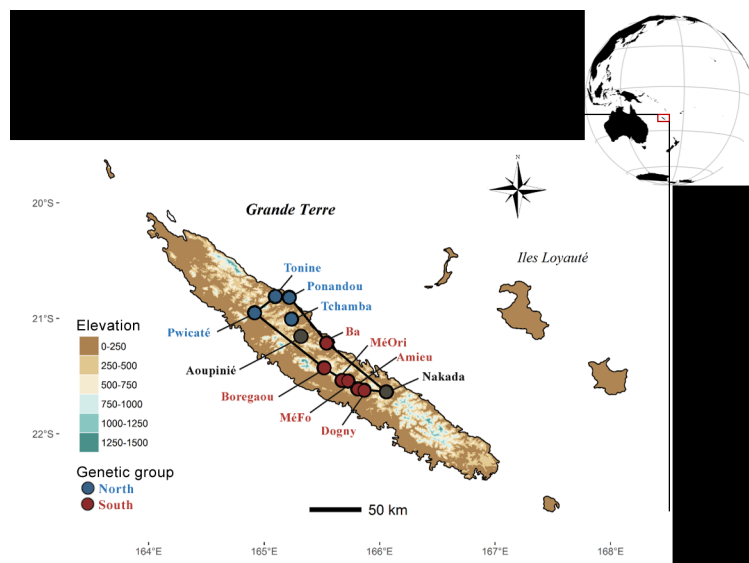 N
20°S
Grande Terre
Iles Loyauté
Tonine
Ponandou
Tchamba
21°S
Pwicaté
Ba
MéOri
Amieu
Aoupinié
Nakada
Boregaou
MéFo
Dogny
Elevation
0-250
250-500
500-750
750-1000
1000-1250
1250-1500
22°S
Genetic group
North
South
50 km
164°E
165°E
166°E
167°E
168°E